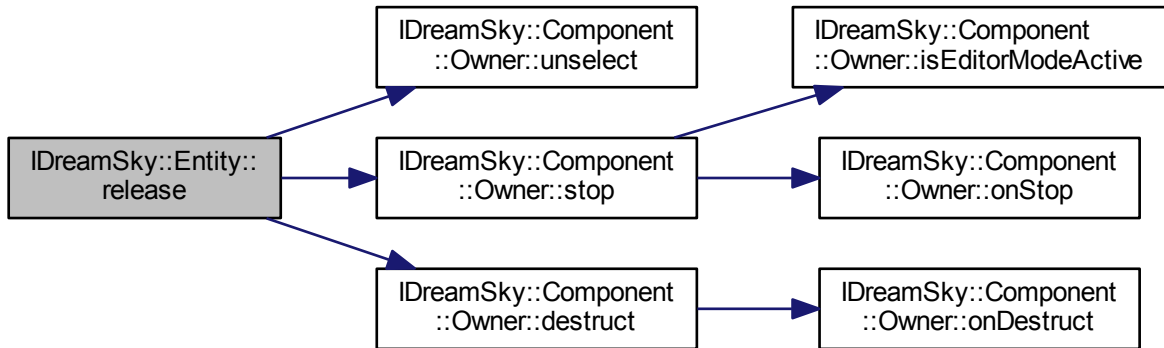 IDreamSky::Entity::
release
IDreamSky::Component
::Owner::unselect
IDreamSky::Component
::Owner::stop
IDreamSky::Component
::Owner::destruct
IDreamSky::Component
::Owner::isEditorModeActive
IDreamSky::Component
::Owner::onStop
IDreamSky::Component
::Owner::onDestruct